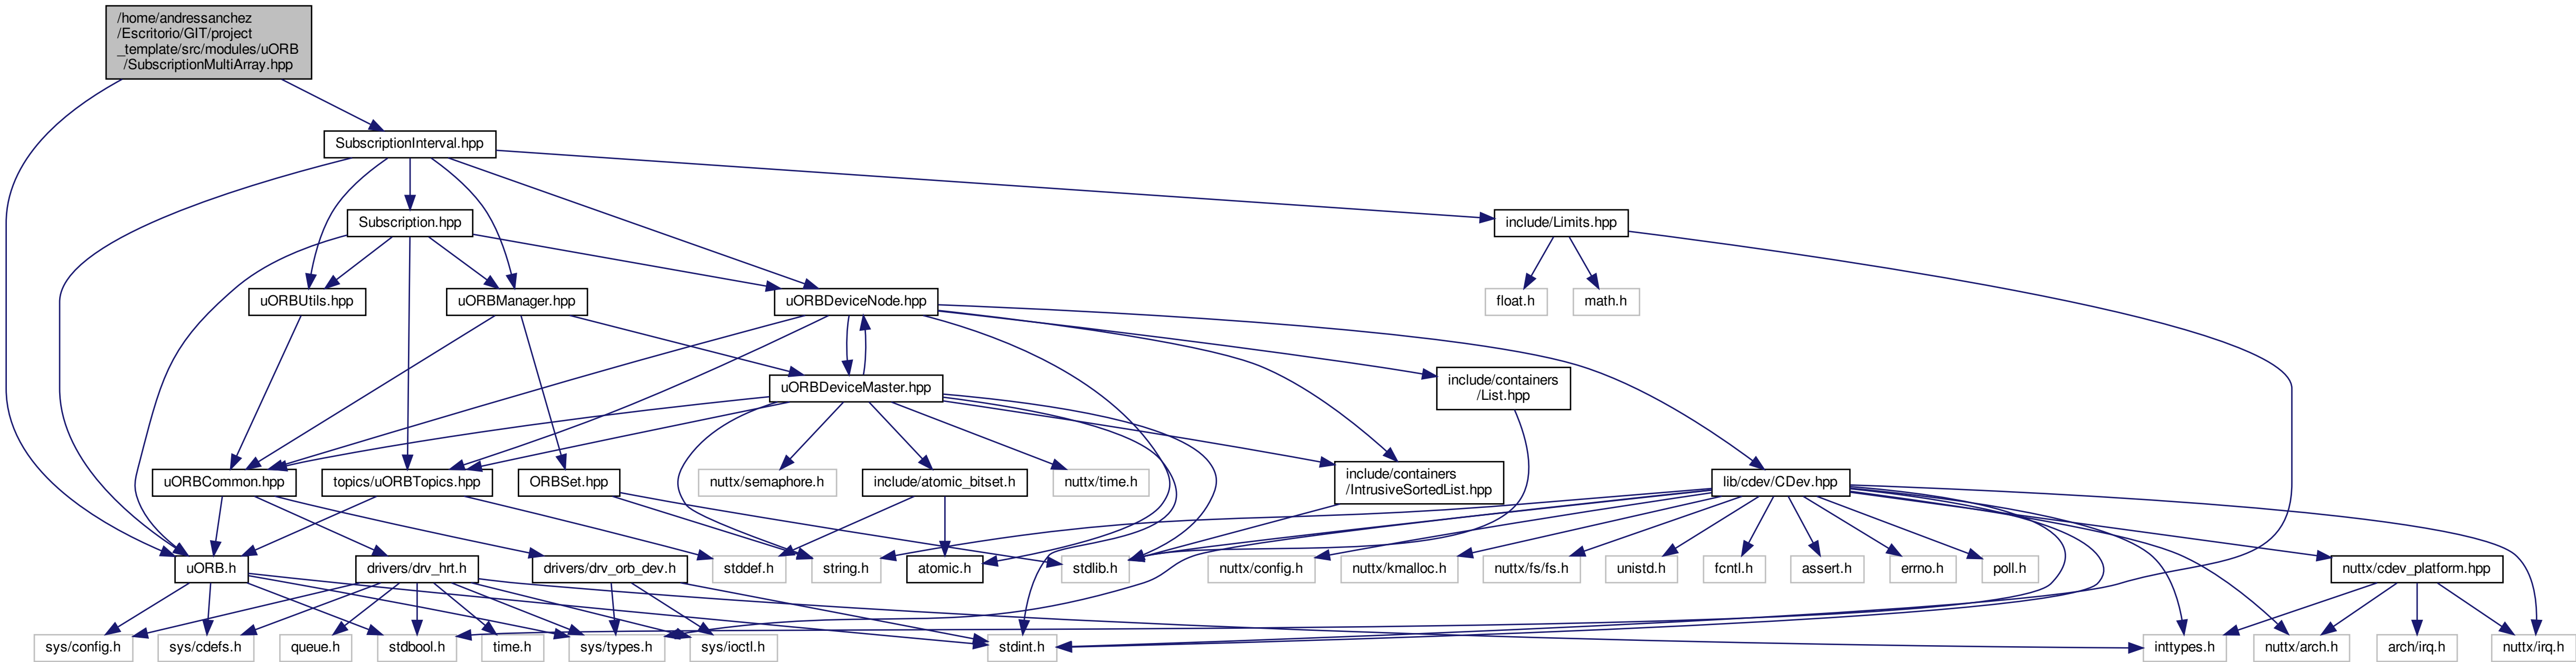 /home/andressanchez
/Escritorio/GIT/project
_template/src/modules/uORB
/SubscriptionMultiArray.hpp
SubscriptionInterval.hpp
Subscription.hpp
include/Limits.hpp
uORBUtils.hpp
uORBManager.hpp
uORBDeviceNode.hpp
float.h
math.h
uORBDeviceMaster.hpp
include/containers
/List.hpp
uORBCommon.hpp
topics/uORBTopics.hpp
ORBSet.hpp
nuttx/semaphore.h
include/atomic_bitset.h
nuttx/time.h
include/containers
/IntrusiveSortedList.hpp
lib/cdev/CDev.hpp
uORB.h
drivers/drv_hrt.h
drivers/drv_orb_dev.h
stddef.h
string.h
atomic.h
stdlib.h
nuttx/config.h
nuttx/kmalloc.h
nuttx/fs/fs.h
unistd.h
fcntl.h
assert.h
errno.h
poll.h
nuttx/cdev_platform.hpp
sys/config.h
sys/cdefs.h
queue.h
stdbool.h
time.h
sys/types.h
sys/ioctl.h
stdint.h
inttypes.h
nuttx/arch.h
arch/irq.h
nuttx/irq.h